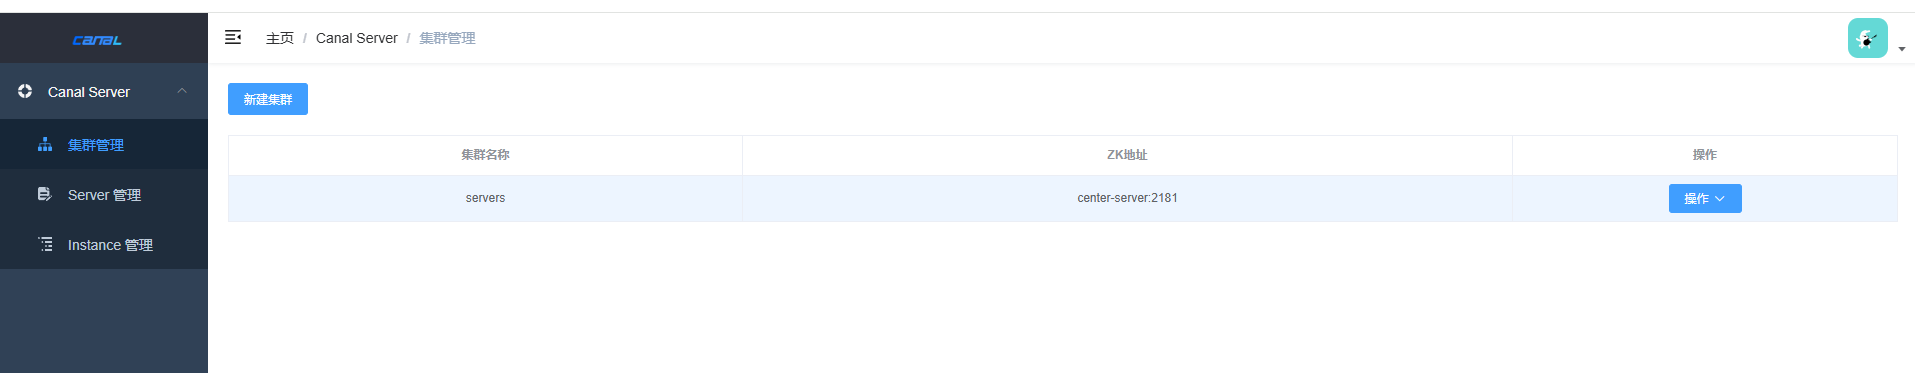 canal
主页 / Canal Server / 集群管理
Canal Server
集群管理
Server 管理
Instance 管理
新建集群
集群名称 ZK地址 操作
servers center-server:2181 操作